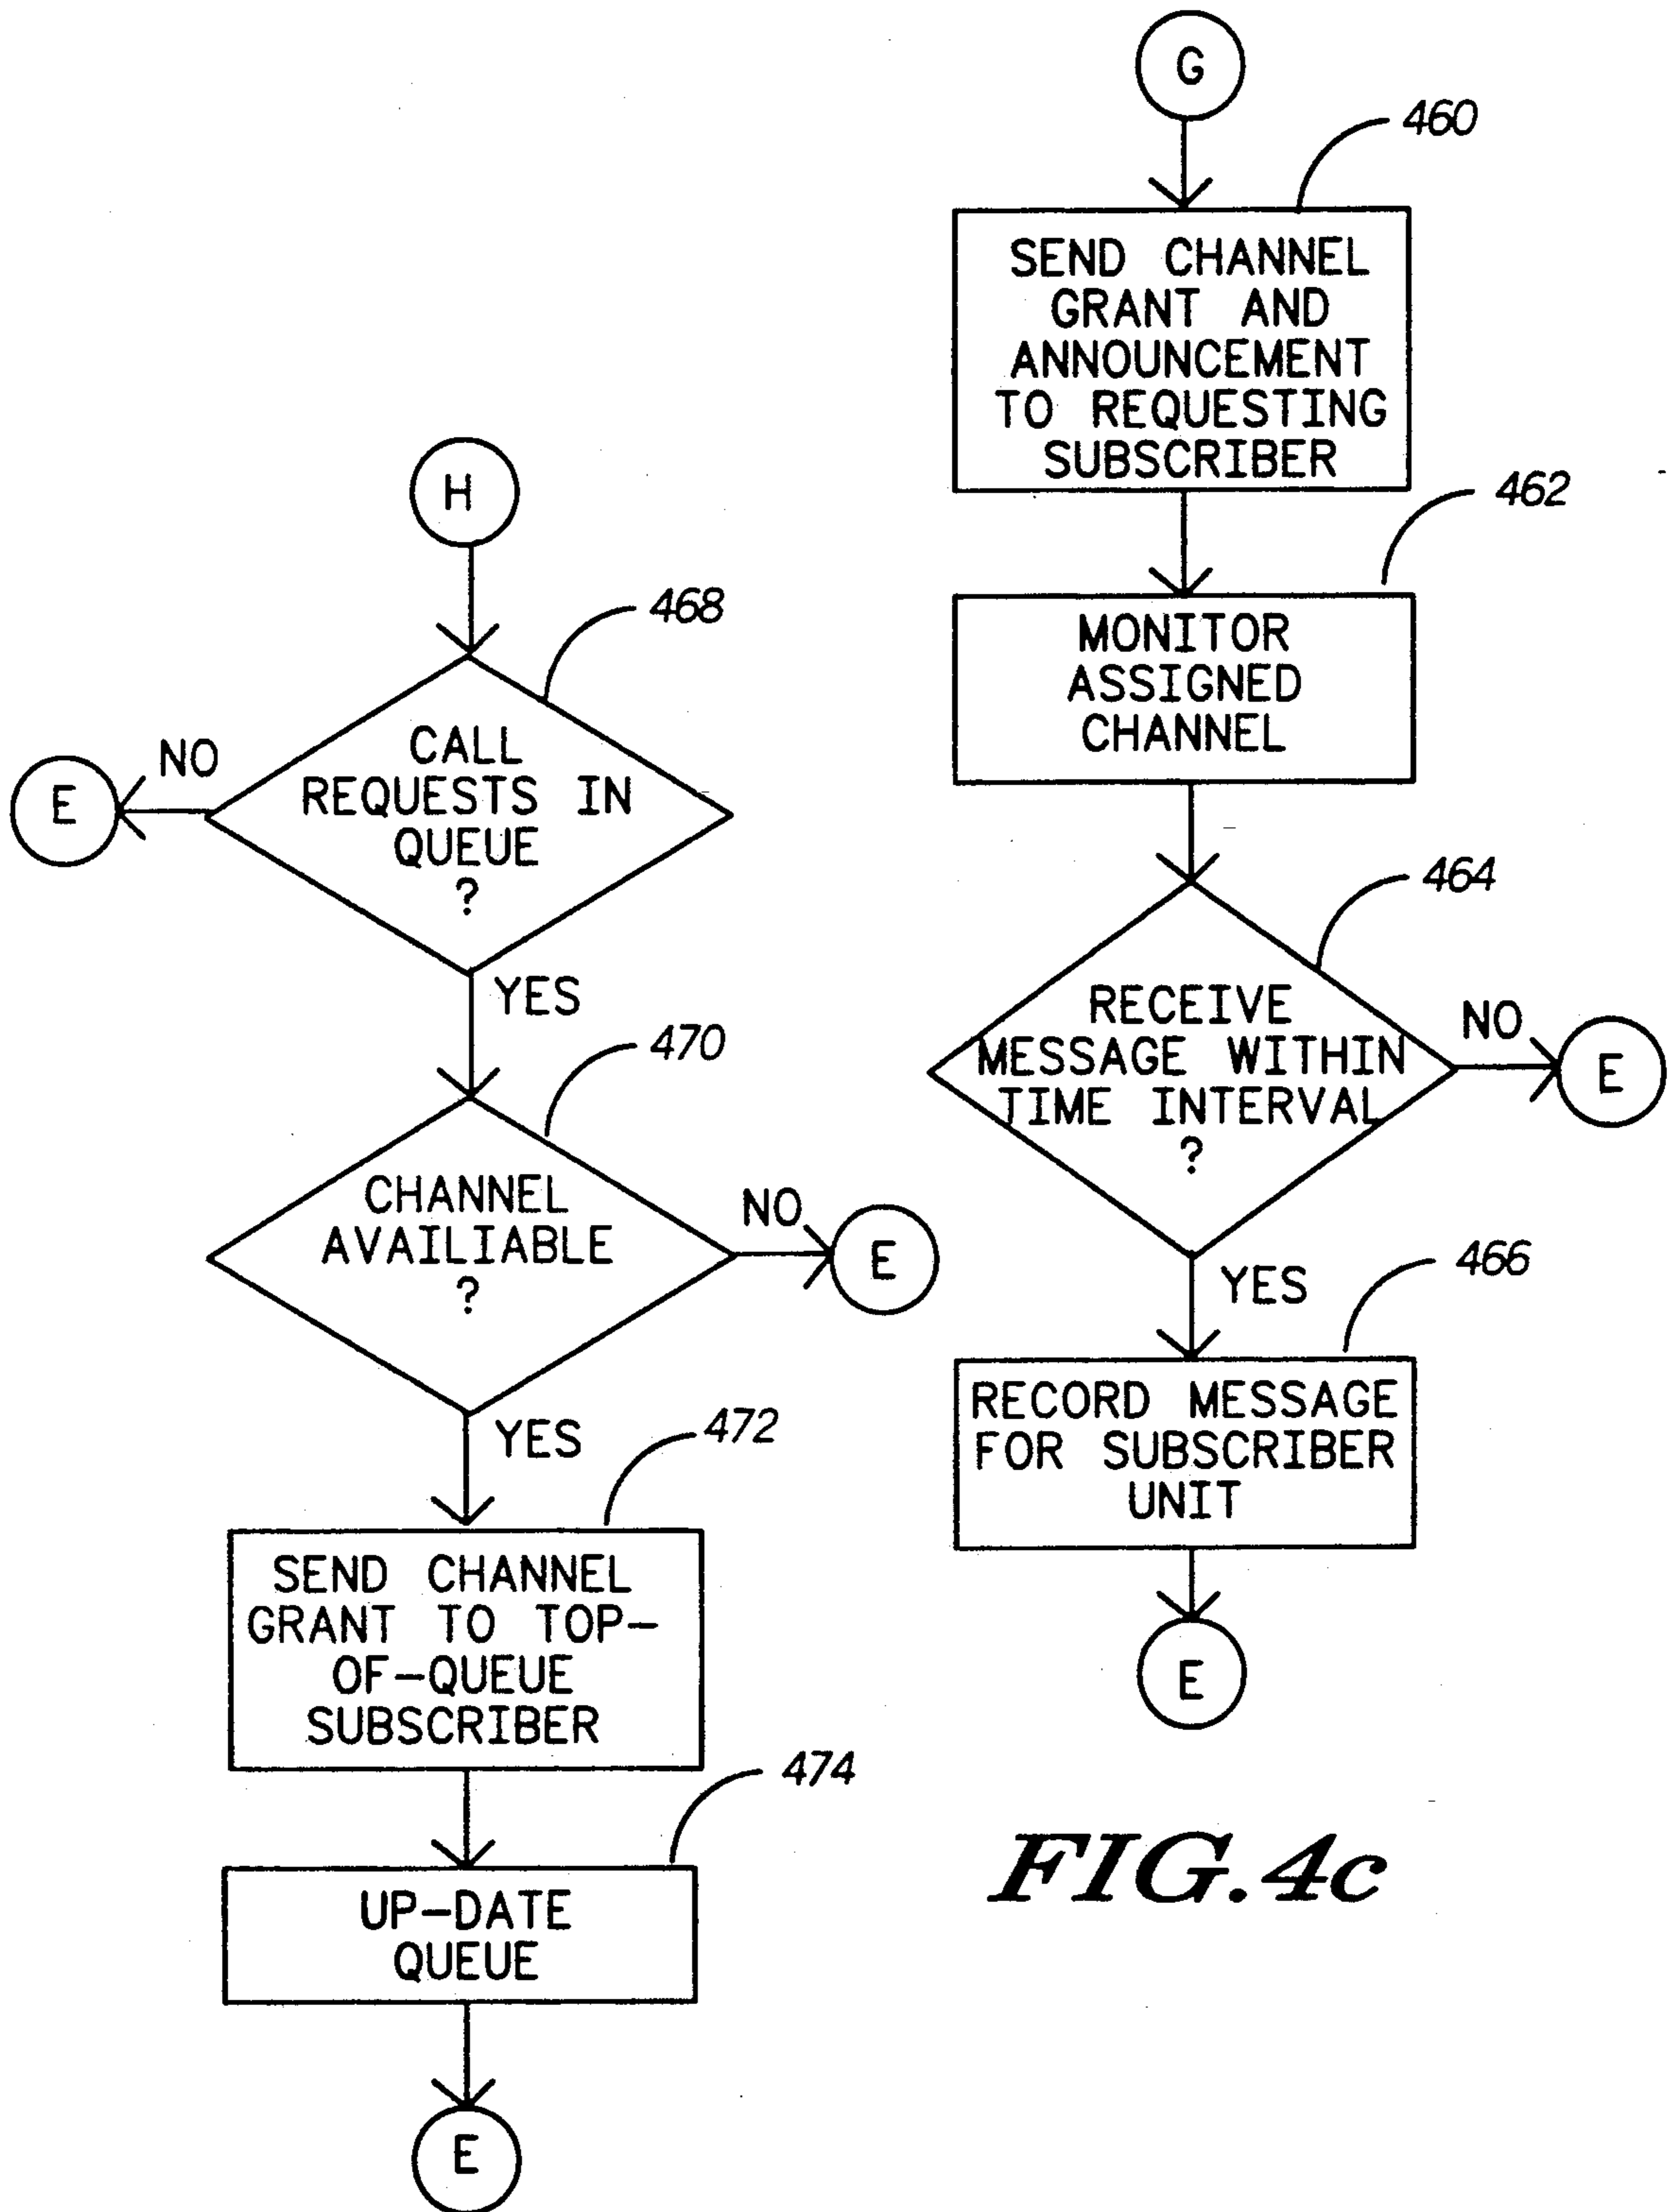 G
460
SEND CHANNEL
GRANT AND
ANNOUNCEMENT
TO REQUESTING
SUBSCRIBER
462
MONITOR
ASSIGNED
CHANNEL
464
RECEIVE
MESSAGE WITHIN
TIME INTERVAL
?
NO
E
YES
466
RECORD MESSAGE
FOR SUBSCRIBER
UNIT
E
H
468
CALL
REQUESTS IN
QUEUE
?
NO
E
YES
470
CHANNEL
AVAILIABLE
?
NO
E
YES
472
SEND CHANNEL
GRANT TO TOP-
OF-QUEUE
SUBSCRIBER
474
UP-DATE
QUEUE
E
FIG.4c